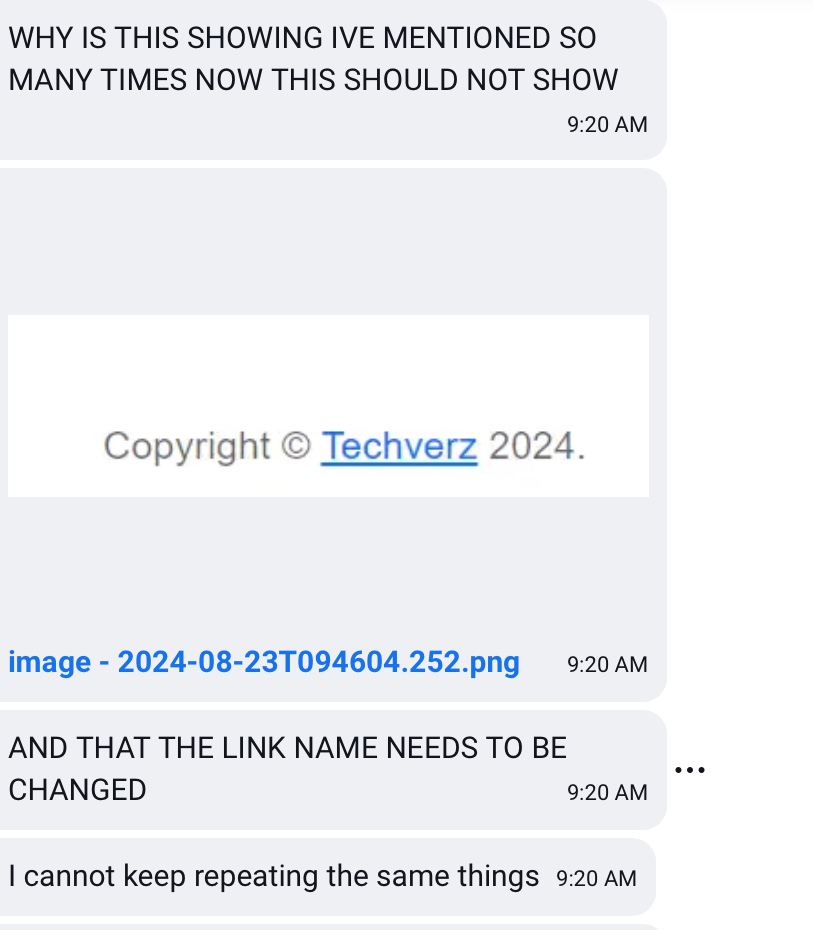 WHY IS THIS SHOWING IVE MENTIONED SO
MANY TIMES NOW THIS SHOULD NOT SHOW
9:20 AM
Copyright © Techverz 2024.
image - 2024-08-23T094604.252.png 9:20 AM
AND THAT THE LINK NAME NEEDS TO BE
CHANGED 9:20 AM
I cannot keep repeating the same things 9:20 AM